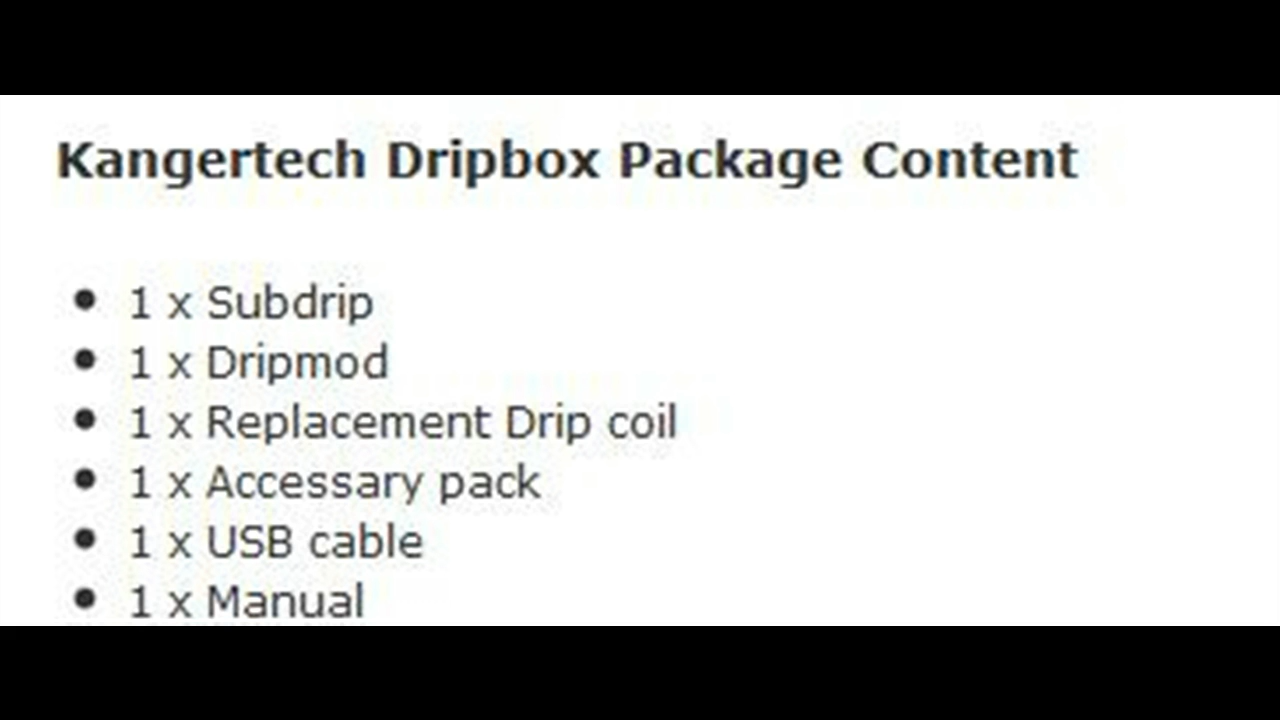 Kangertech Dripbox Package Content
• 1 x Subdrip
• 1 x Dripmod
• 1 x Replacement Drip coil
• 1 x Accessary pack
• 1 x USB cable
• 1 x Manual